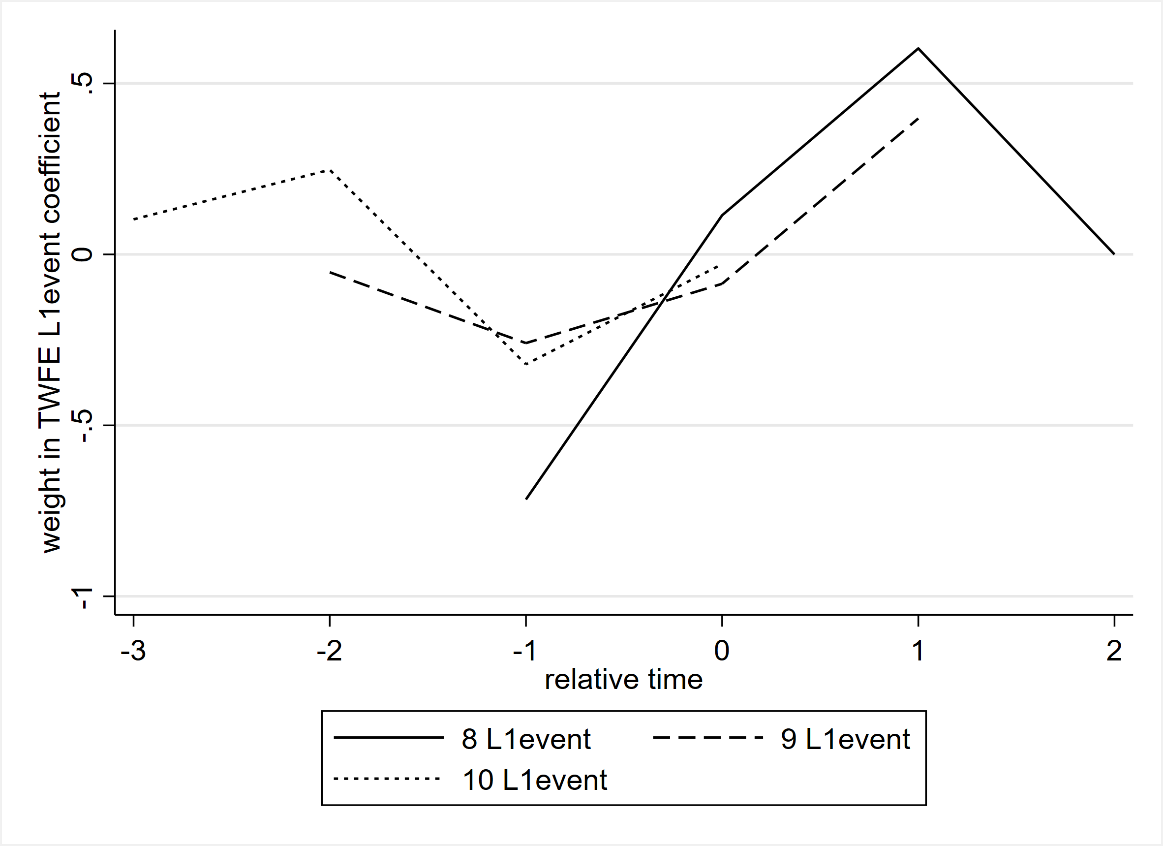 weight in TWFE L1event coefficient
.5
0
-.5
-1
-3 -2 -1 0 1 2
relative time
8 L1event 9 L1event
10 L1event